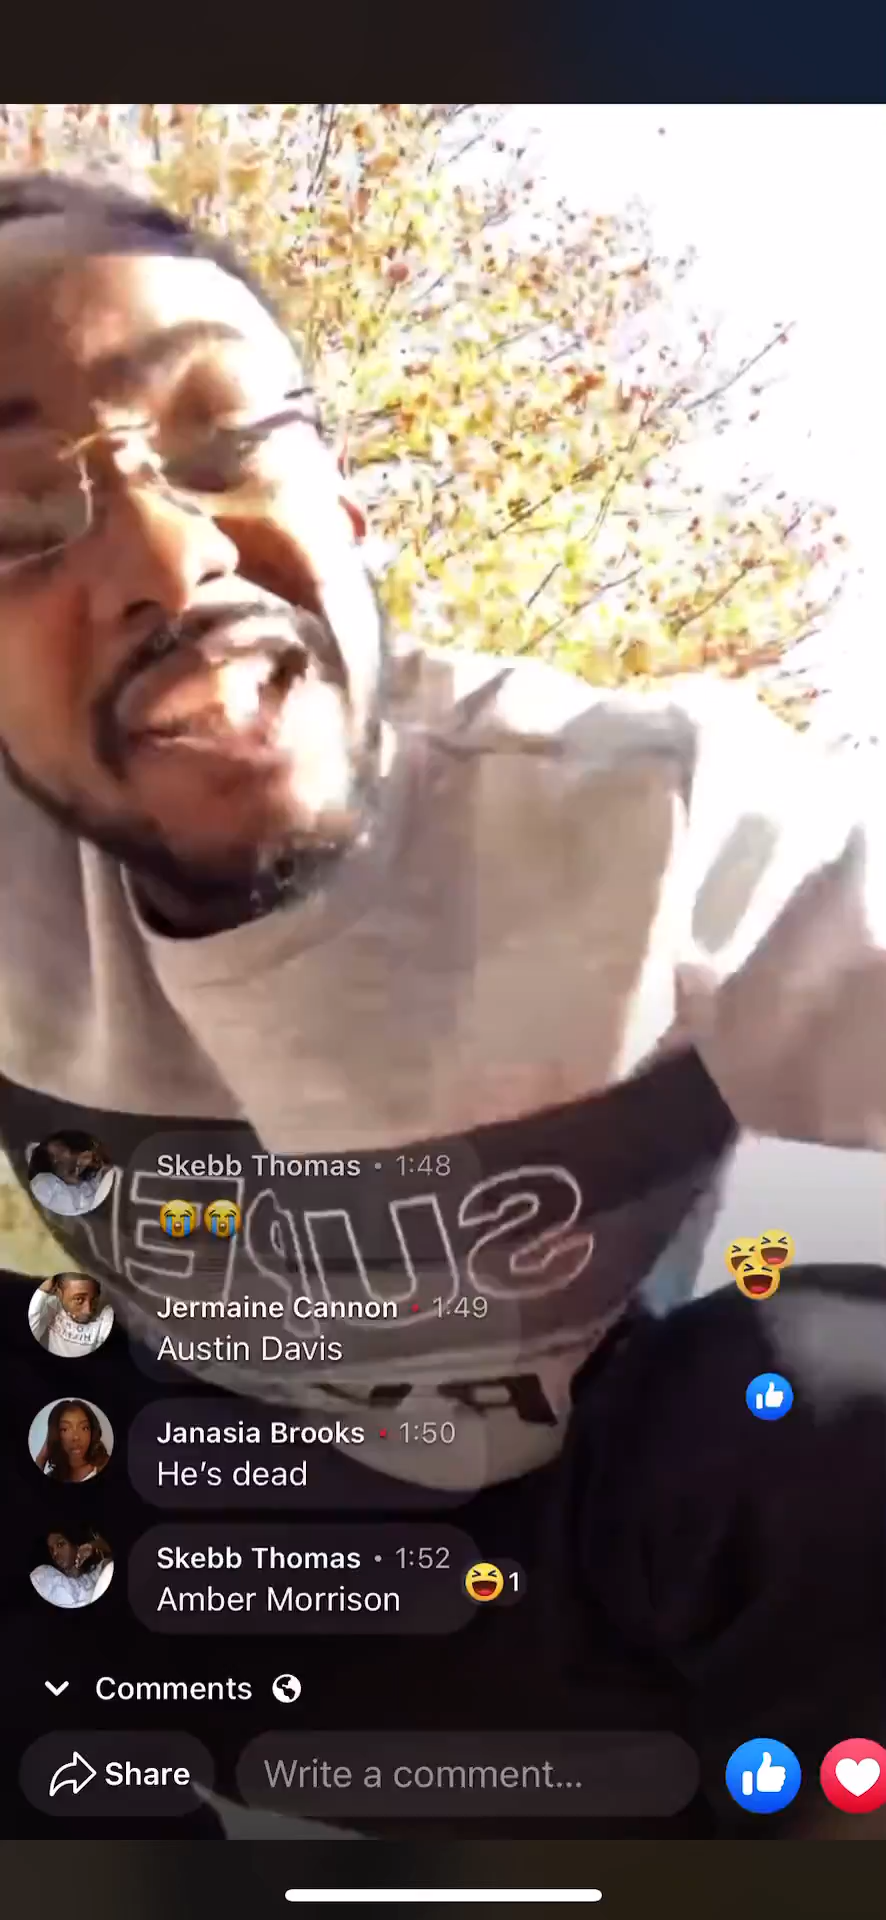 Skebb Thomas • 1:48
😭😭
SUPE
Jermaine Cannon • 1:49
Austin Davis
Janasia Brooks • 1:50
He’s dead
Skebb Thomas • 1:52
Amber Morrison
1
Comments
Share
Write a comment...